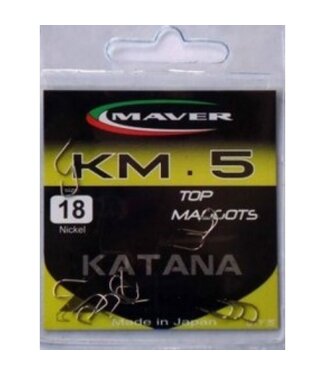 MAVER
KM.5
18
Nickel
TOP
MAGGOTS
KATANA
Made in Japan